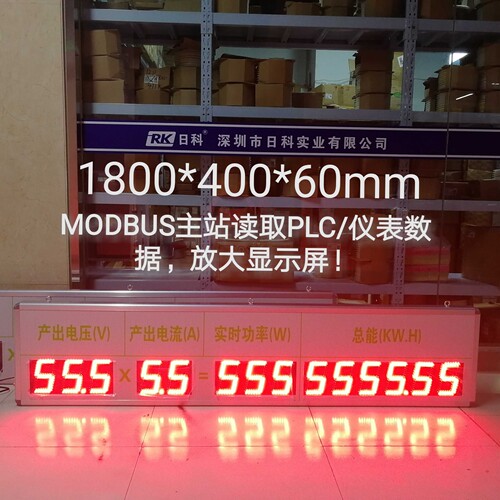 RK 日科® 深圳市日科实业有限公司
1800*400*60mm
MODBUS主站读取PLC/仪表数
据，放大显示屏！
产出电压(V) 产出电流(A) 实时功率(W) 总能(KW.H)
55.5 × 5.5 = 555 5555.55